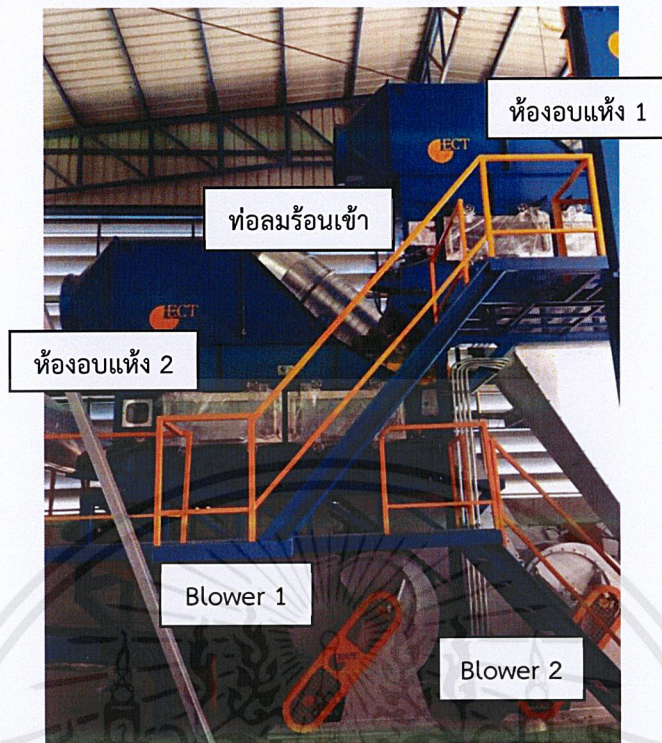 ห้องอบแห้ง 1
ECT
ท่อลมร้อนเข้า
ECT
ห้องอบแห้ง 2
Blower 1
Blower 2